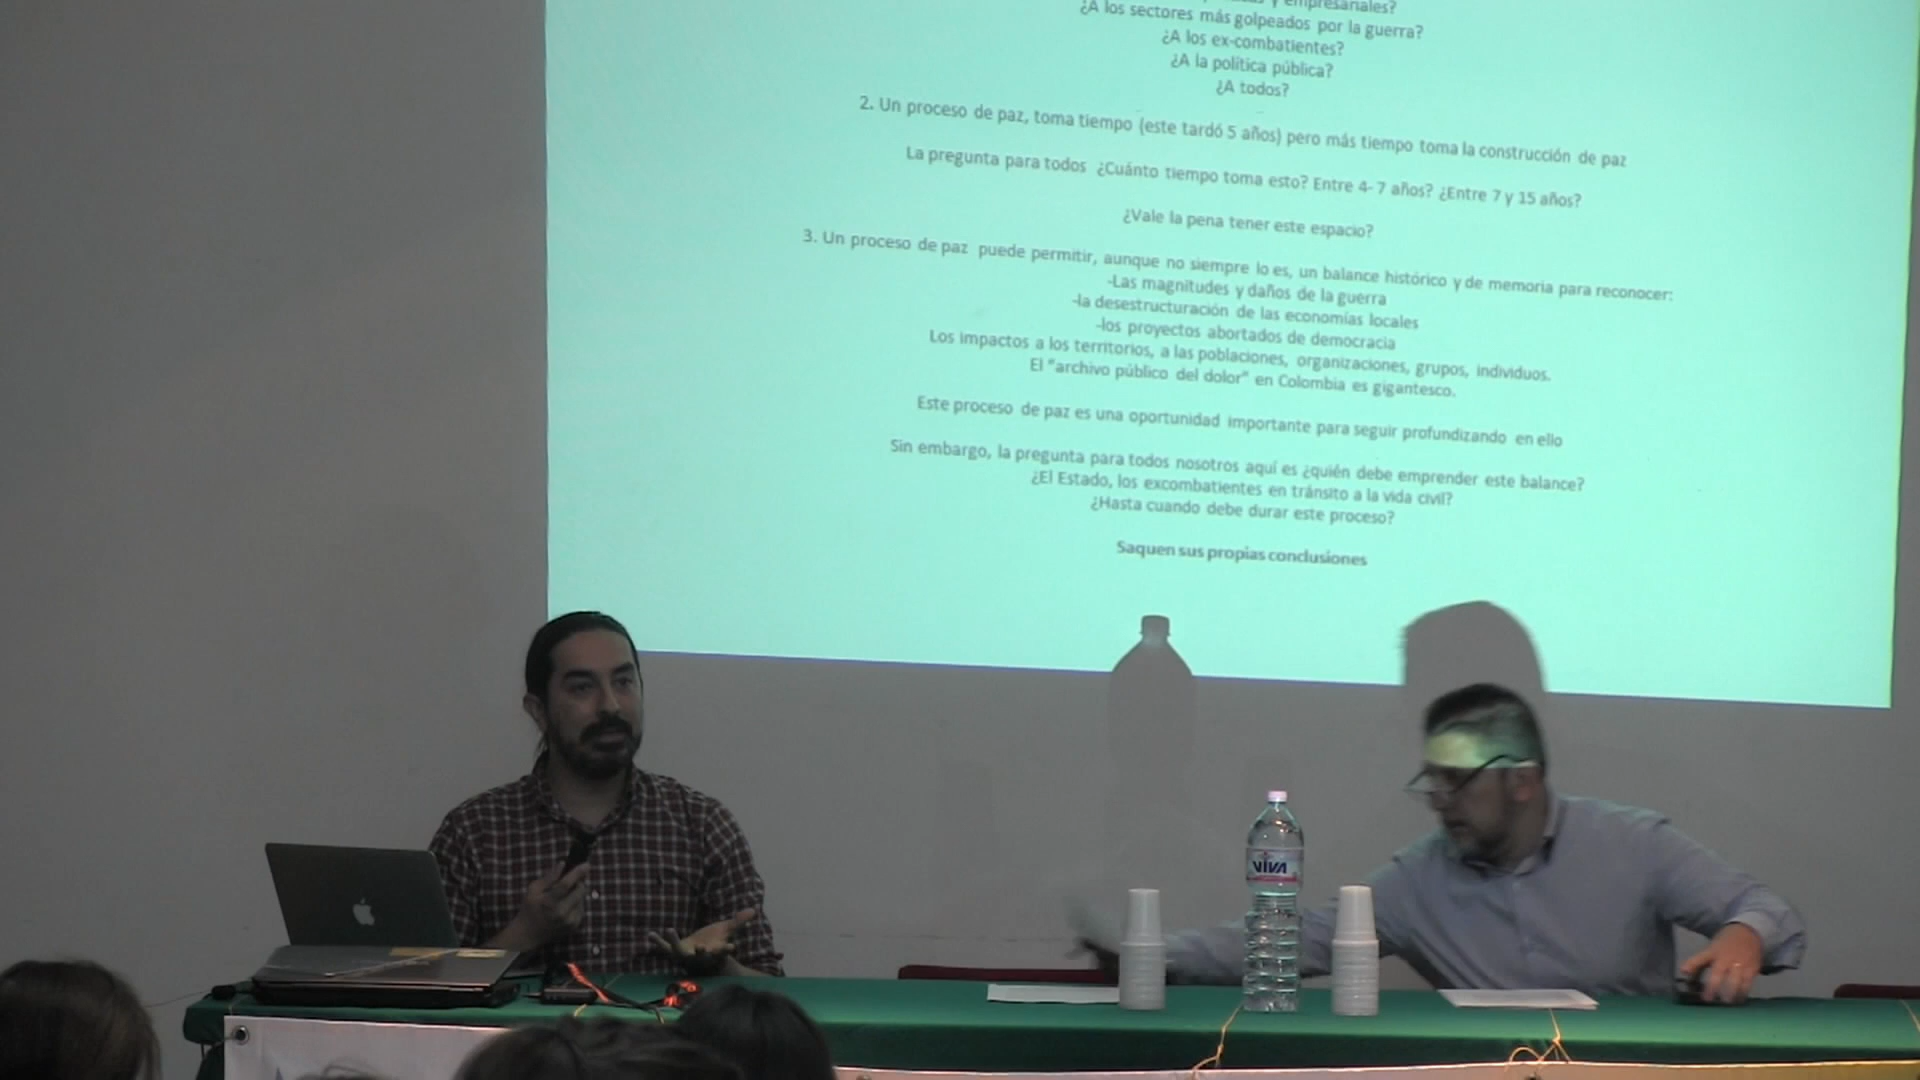 y empresariales?
¿A los sectores más golpeados por la guerra?
¿A los ex-combatientes?
¿A la política pública?
¿A todos?
2. Un proceso de paz, toma tiempo (este tardó 5 años) pero más tiempo toma la construcción de paz
La pregunta para todos ¿Cuánto tiempo toma esto? Entre 4- 7 años? ¿Entre 7 y 15 años?
¿Vale la pena tener este espacio?
3. Un proceso de paz puede permitir, aunque no siempre lo es, un balance histórico y de memoria para reconocer:
-Las magnitudes y daños de la guerra
-la desestructuración de las economías locales
-los proyectos abortados de democracia
Los impactos a los territorios, a las poblaciones, organizaciones, grupos, individuos.
El "archivo público del dolor" en Colombia es gigantesco.
Este proceso de paz es una oportunidad importante para seguir profundizando en ello
Sin embargo, la pregunta para todos nosotros aquí es ¿quién debe emprender este balance?
¿El Estado, los excombatientes en tránsito a la vida civil?
¿Hasta cuando debe durar este proceso?
Saquen sus propias conclusiones
VIVA